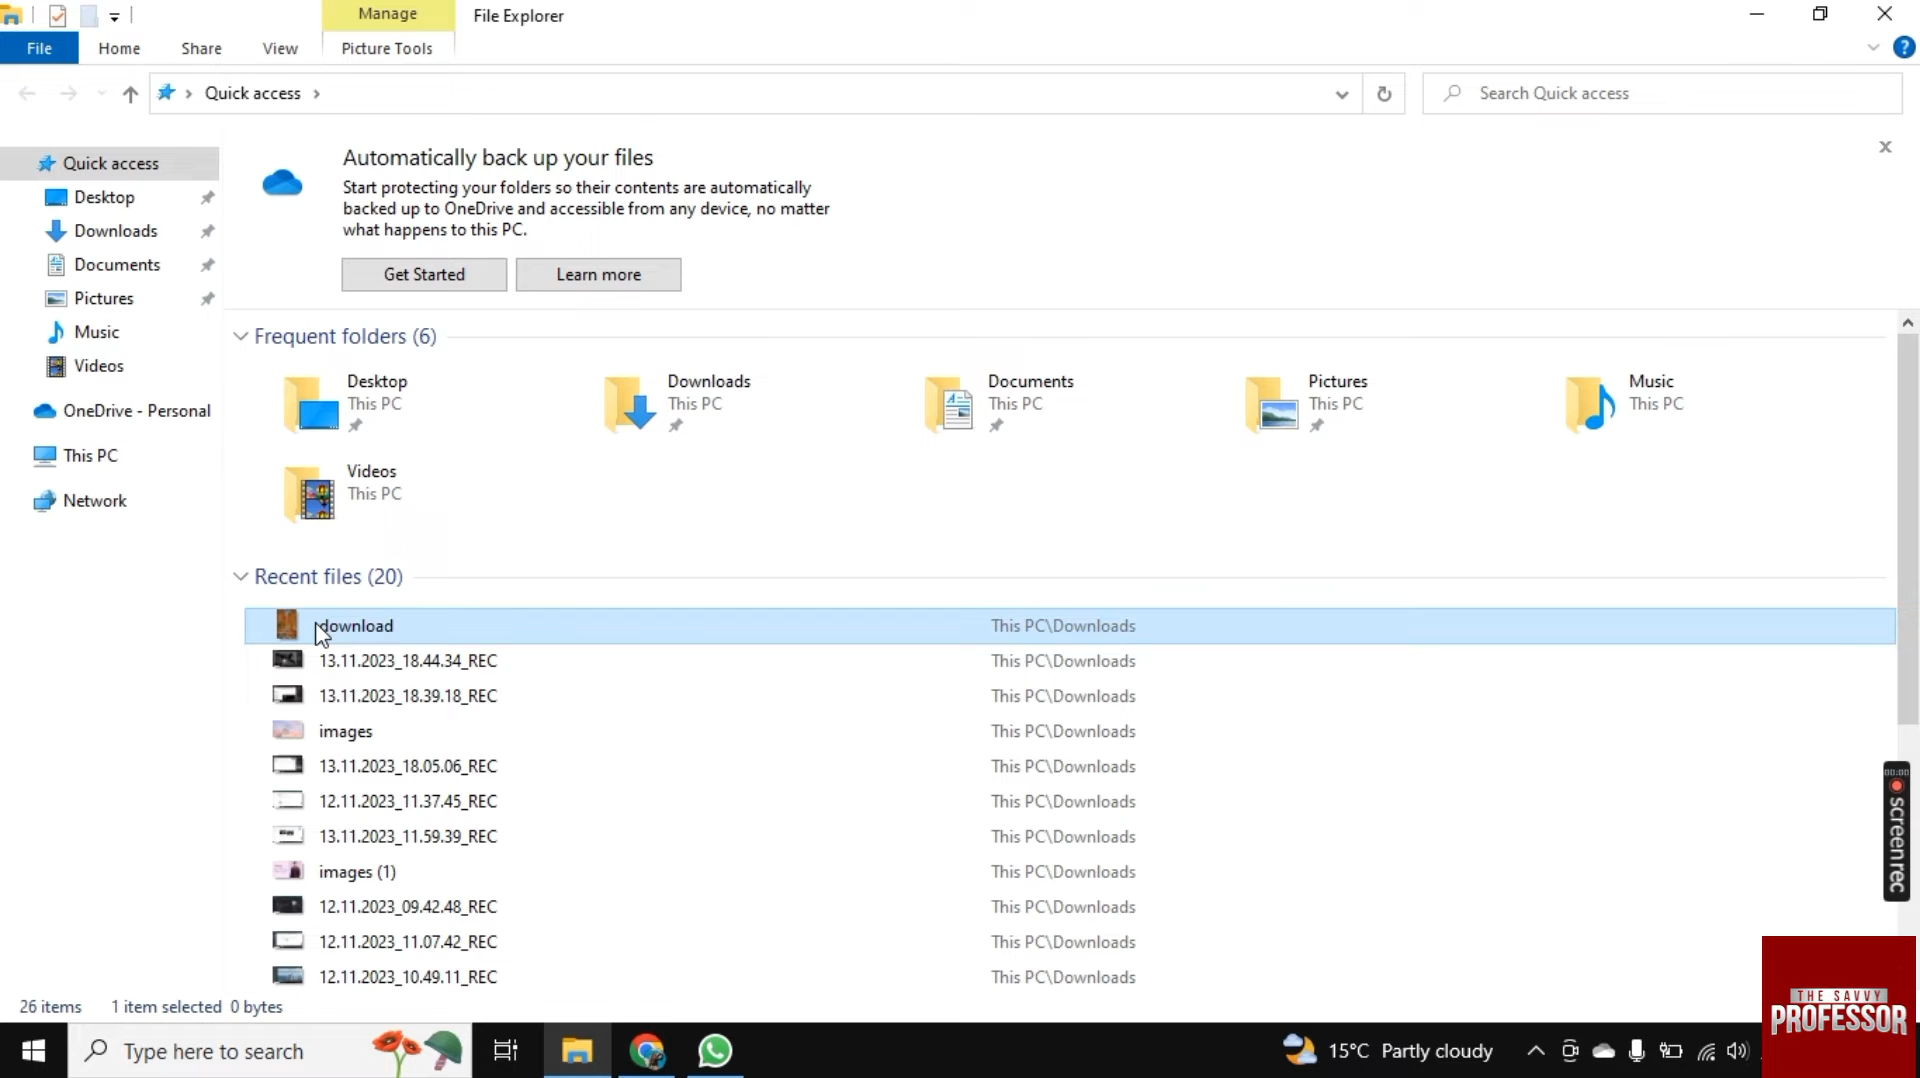 Manage
File Explorer
File
Home
Share
View
Picture Tools
?
Quick access
Search Quick access
Quick access
Desktop
Downloads
Documents
Pictures
Music
Videos
OneDrive - Personal
This PC
Network
Automatically back up your files
Start protecting your folders so their contents are automatically
backed up to OneDrive and accessible from any device, no matter
what happens to this PC.
Get Started
Learn more
Frequent folders (6)
Desktop
This PC
Downloads
This PC
Documents
This PC
Pictures
This PC
Music
This PC
Videos
This PC
Recent files (20)
download This PC\Downloads
13.11.2023_18.44.34_REC This PC\Downloads
13.11.2023_18.39.18_REC This PC\Downloads
images This PC\Downloads
13.11.2023_18.05.06_REC This PC\Downloads
12.11.2023_11.37.45_REC This PC\Downloads
13.11.2023_11.59.39_REC This PC\Downloads
images (1) This PC\Downloads
12.11.2023_09.42.48_REC This PC\Downloads
12.11.2023_11.07.42_REC This PC\Downloads
12.11.2023_10.49.11_REC This PC\Downloads
00:00
screenrec
26 items
1 item selected 0 bytes
THE SAVVY
PROFESSOR
Type here to search
15°C Partly cloudy